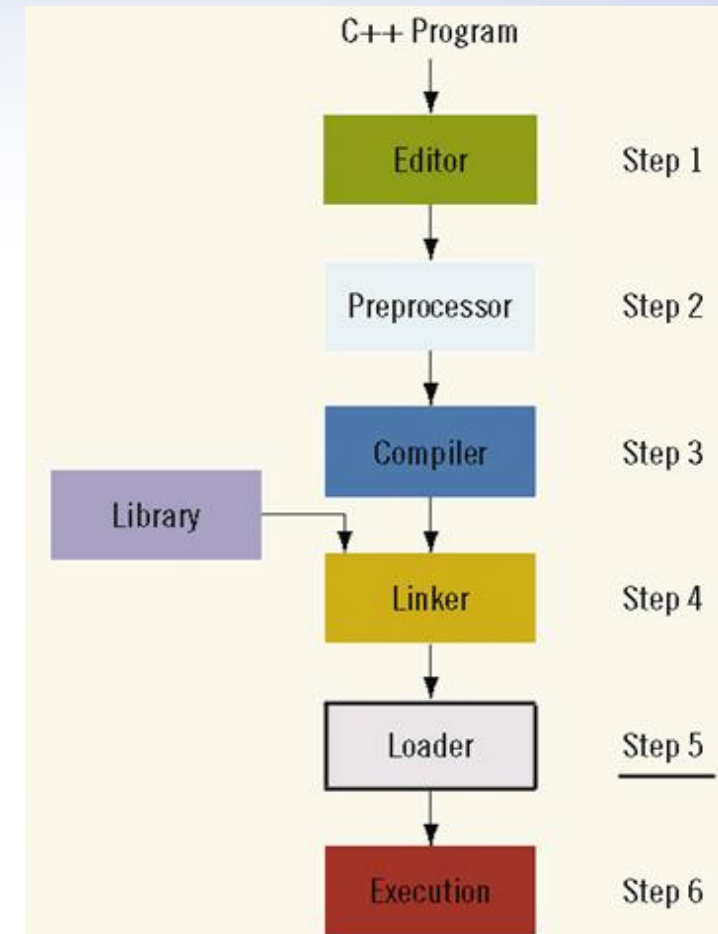 C++ Program
Editor Step 1
Preprocessor Step 2
Compiler Step 3
Library
Linker Step 4
Loader Step 5
Execution Step 6